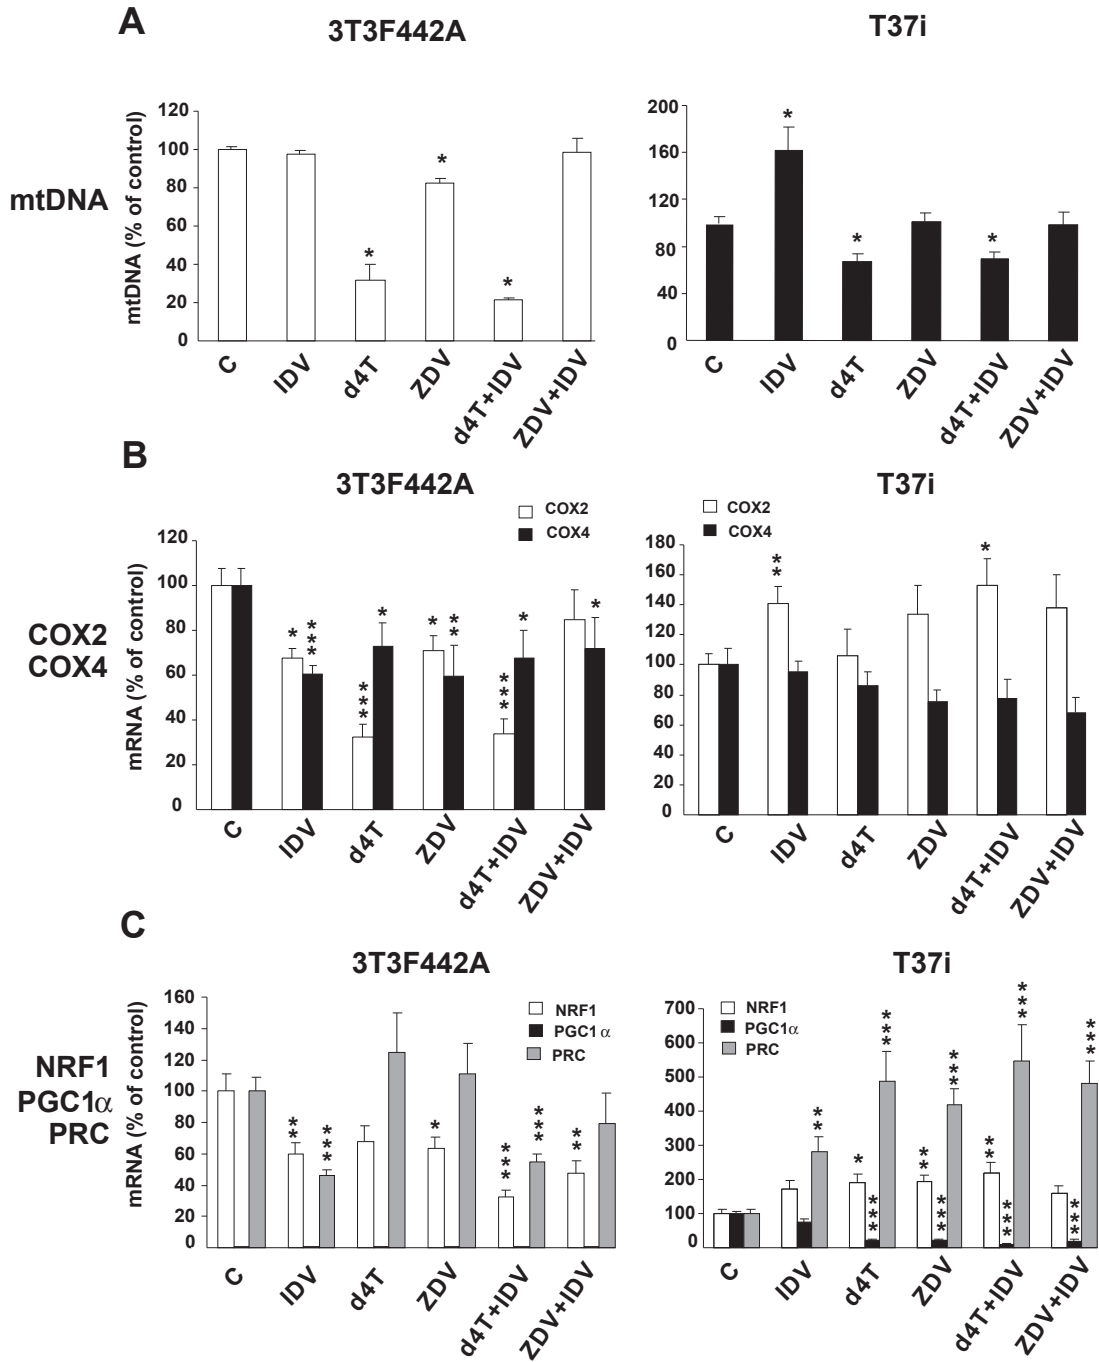 A
3T3F442A
T37i
mtDNA
mtDNA (% of control)
120
100
80
60
40
20
0
*
*
*
C
IDV
d4T
ZDV
d4T+IDV
ZDV+IDV
200
160
120
80
40
0
*
*
*
C
IDV
d4T
ZDV
d4T+IDV
ZDV+IDV
B
3T3F442A
T37i
COX2
COX4
mRNA (% of control)
COX2
COX4
120
100
80
60
40
20
0
*
***
***
*
*
**
***
*
*
C
IDV
d4T
ZDV
d4T+IDV
ZDV+IDV
COX2
COX4
180
160
140
120
100
80
60
40
20
0
**
*
C
IDV
d4T
ZDV
d4T+IDV
ZDV+IDV
C
3T3F442A
T37i
NRF1
PGC1α
PRC
mRNA (% of control)
NRF1
PGC1 α
PRC
160
140
120
100
80
60
40
20
0
**
***
*
***
***
**
C
IDV
d4T
ZDV
d4T+IDV
ZDV+IDV
NRF1
PGC1α
PRC
700
600
500
400
300
200
100
0
**
*
***
***
**
***
***
**
***
***
***
***
C
IDV
d4T
ZDV
d4T+IDV
ZDV+IDV